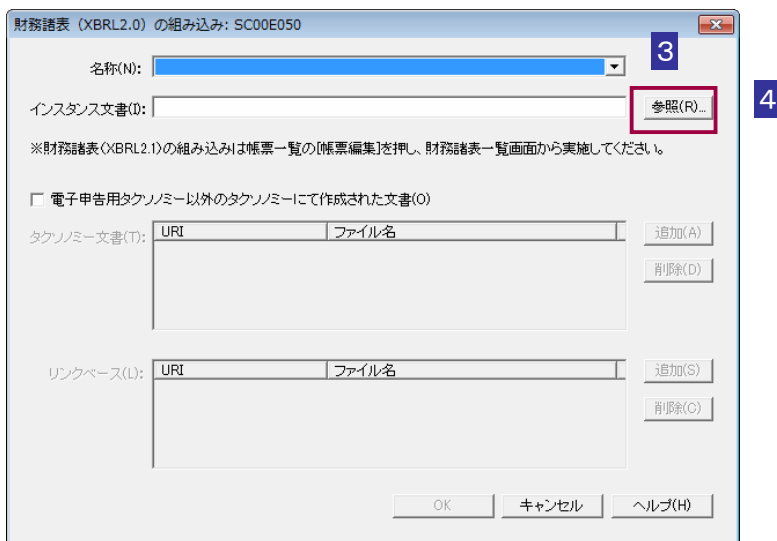 財務諸表（XBRL2.0）の組み込み: SC00E050
3
名称(N):
インスタンス文書(I):
参照(R)...
4
※財務諸表(XBRL2.1)の組み込みは帳票一覧の[帳票編集]を押し、財務諸表一覧画面から実施してください。
電子申告用タクソノミー以外のタクソノミーにて作成された文書(O)
タクソノミー文書(T):
URI ファイル名
追加(A)
削除(D)
リンクベース(L):
URI ファイル名
追加(S)
削除(C)
OK キャンセル ヘルプ(H)